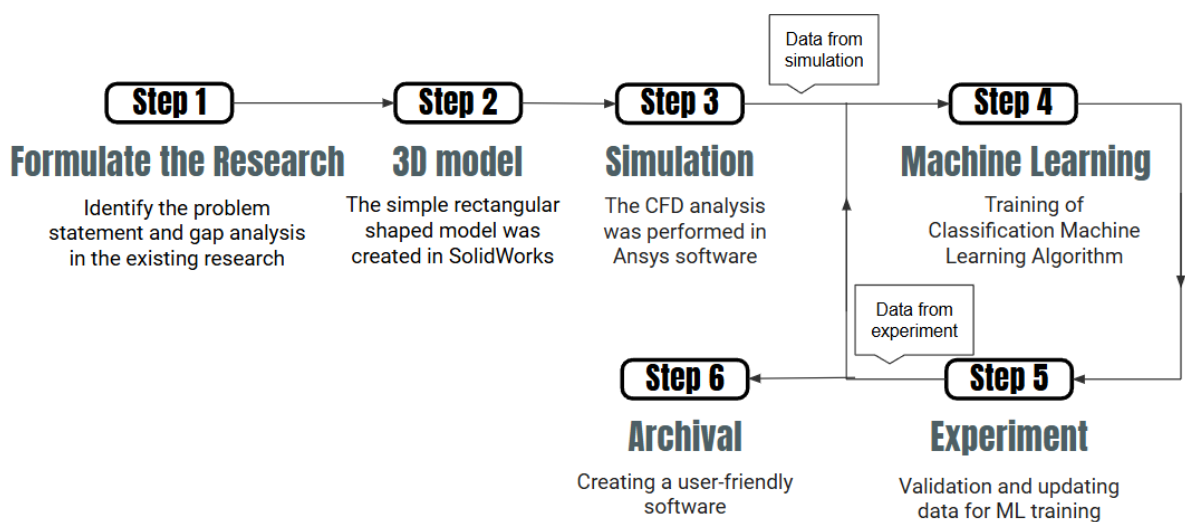 Data from
simulation
Step 1
Step 2
Step 3
Step 4
Formulate the Research
3D model
Simulation
Machine Learning
Identify the problem
statement and gap analysis
in the existing research
The simple rectangular
shaped model was
created in SolidWorks
The CFD analysis
was performed in
Ansys software
Training of
Classification Machine
Learning Algorithm
Data from
experiment
Step 6
Step 5
Archival
Experiment
Creating a user-friendly
software
Validation and updating
data for ML training